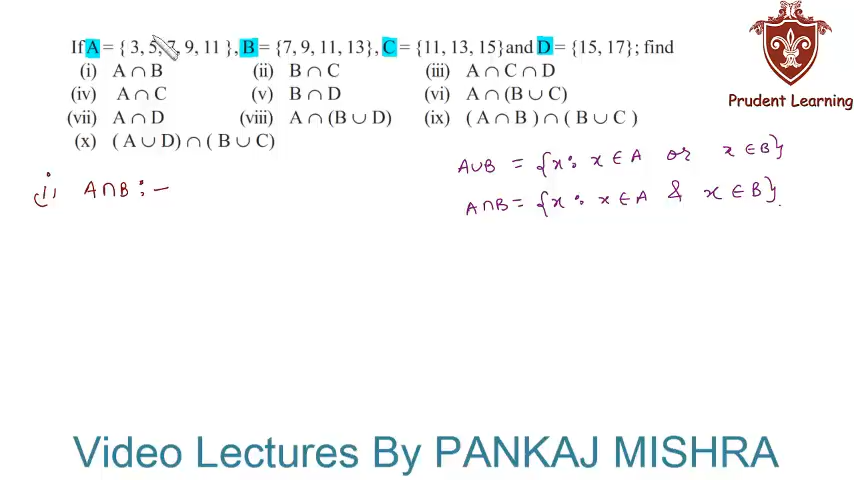 If A = { 3, 5, 7, 9, 11 }, B = {7, 9, 11, 13}, C = {11, 13, 15} and D = {15, 17}; find
(i) A ∩ B (ii) B ∩ C (iii) A ∩ C ∩ D
(iv) A ∩ C (v) B ∩ D (vi) A ∩ (B ∪ C)
(vii) A ∩ D (viii) A ∩ (B ∪ D) (ix) ( A ∩ B ) ∩ ( B ∪ C )
(x) ( A ∪ D) ∩ ( B ∪ C)
Prudent Learning
A∪B = {x : x ∈ A or x ∈ B}
(i) A∩B :-
A∩B = {x : x ∈ A & x ∈ B}.
Video Lectures By PANKAJ MISHRA